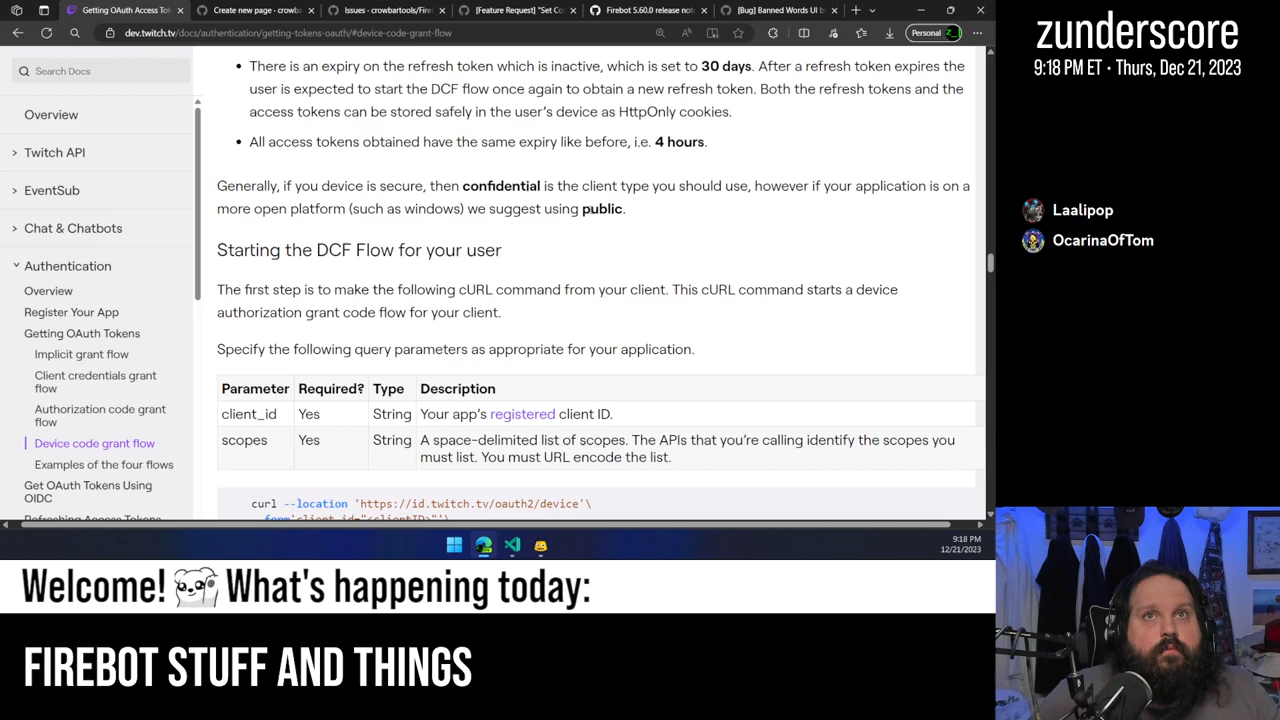 Getting OAuth Access To
Create new page · crowba
Issues · crowbartools/Fire
[Feature Request] "Set Co
Firebot 5.60.0 release not
[Bug] Banned Words UI b
dev.twitch.tv/docs/authentication/getting-tokens-oauth/#device-code-grant-flow
Personal
Search Docs
Overview
Twitch API
EventSub
Chat & Chatbots
Authentication
Overview
Register Your App
Getting OAuth Tokens
Implicit grant flow
Client credentials grant
flow
Authorization code grant
flow
Device code grant flow
Examples of the four flows
Get OAuth Tokens Using
OIDC
Refreshing Access Tokens
There is an expiry on the refresh token which is inactive, which is set to 30 days. After a refresh token expires the
user is expected to start the DCF flow once again to obtain a new refresh token. Both the refresh tokens and the
access tokens can be stored safely in the user's device as HttpOnly cookies.
All access tokens obtained have the same expiry like before, i.e. 4 hours.
Generally, if you device is secure, then confidential is the client type you should use, however if your application is on a
more open platform (such as windows) we suggest using public.
Starting the DCF Flow for your user
The first step is to make the following cURL command from your client. This cURL command starts a device
authorization grant code flow for your client.
Specify the following query parameters as appropriate for your application.
Parameter Required? Type Description
client_id Yes String Your app's registered client ID.
scopes Yes String A space-delimited list of scopes. The APIs that you're calling identify the scopes you
must list. You must URL encode the list.
curl --location 'https://id.twitch.tv/oauth2/device'\
9:18 PM
12/21/2023
zunderscore
9:18 PM ET · Thurs, Dec 21, 2023
Laalipop
OcarinaOfTom
Welcome! What's happening today:
FIREBOT STUFF AND THINGS